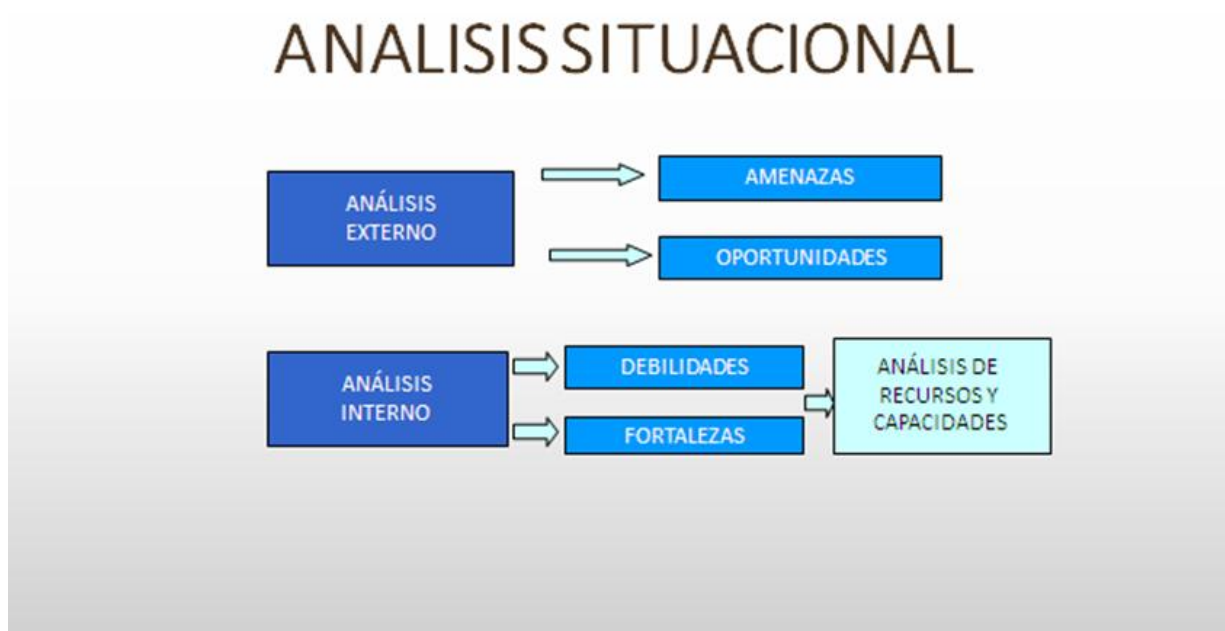 ANALISIS SITUACIONAL
ANÁLISIS
EXTERNO
AMENAZAS
OPORTUNIDADES
ANÁLISIS
INTERNO
DEBILIDADES
FORTALEZAS
ANÁLISIS DE
RECURSOS Y
CAPACIDADES